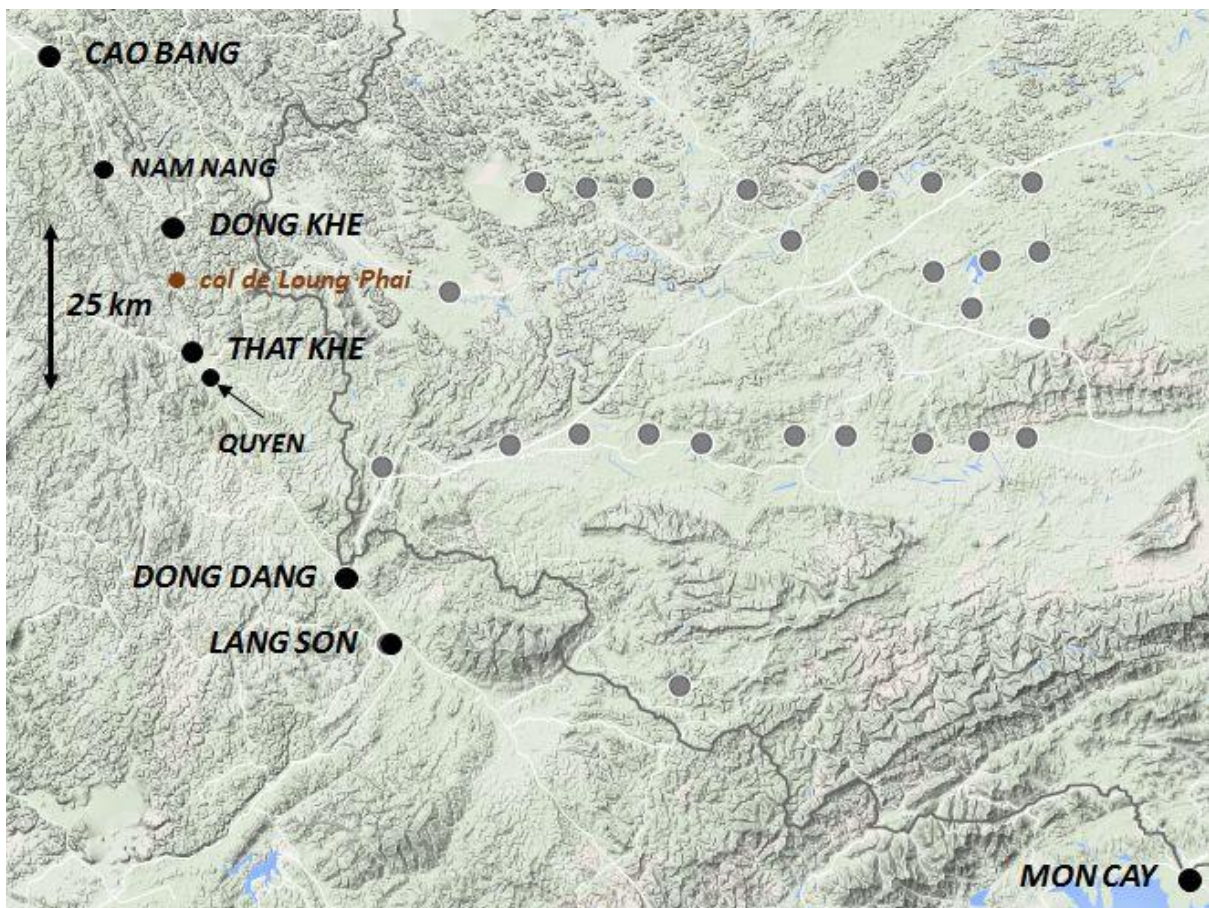 CAO BANG
NAM NANG
DONG KHE
col de Loung Phai
25 km
THAT KHE
QUYEN
DONG DANG
LANG SON
MON CAY